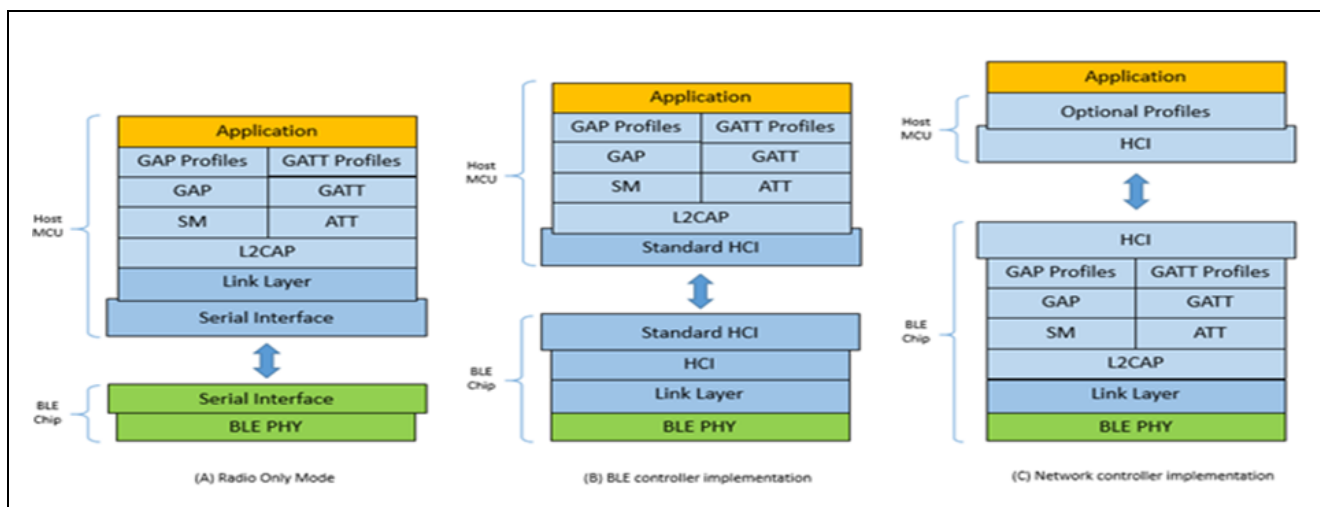 Application
GAP Profiles GATT Profiles
GAP GATT
SM ATT
L2CAP
Link Layer
Serial Interface
Host
MCU
Serial Interface
BLE PHY
BLE
Chip
(A) Radio Only Mode
Application
GAP Profiles GATT Profiles
GAP GATT
SM ATT
L2CAP
Standard HCI
Host
MCU
Standard HCI
HCI
Link Layer
BLE PHY
BLE
Chip
(B) BLE controller implementation
Application
Optional Profiles
HCI
Host
MCU
HCI
GAP Profiles GATT Profiles
GAP GATT
SM ATT
L2CAP
Link Layer
BLE PHY
BLE
Chip
(C) Network controller implementation